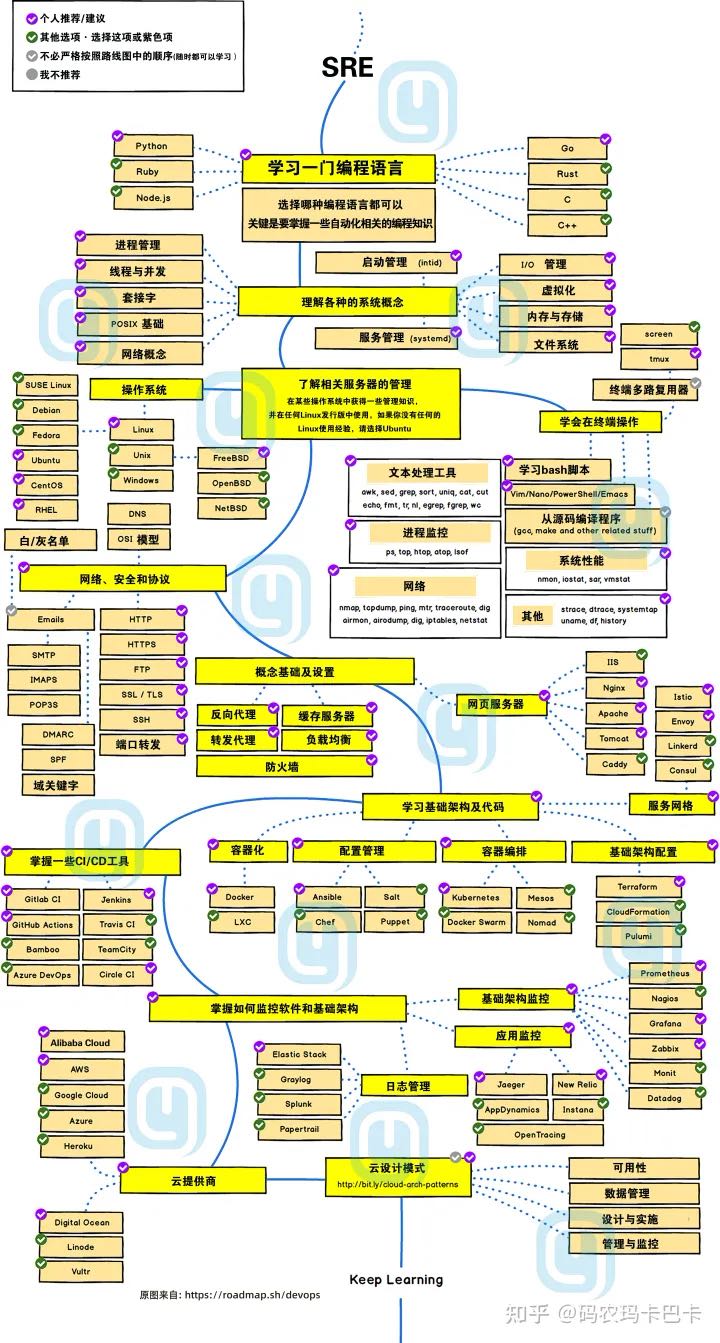 个人推荐/建议
其他选项 · 选择这项或紫色项
不必严格按照路线图中的顺序(随时都可以学习)
我不推荐
SRE
学习一门编程语言
Python
Ruby
Node.js
Go
Rust
C
C++
选择哪种编程语言都可以
关键是要掌握一些自动化相关的编程知识
进程管理
线程与并发
套接字
POSIX 基础
网络概念
启动管理 (intid)
理解各种的系统概念
服务管理 (systemd)
I/O 管理
虚拟化
内存与存储
文件系统
screen
tmux
终端多路复用器
了解相关服务器的管理
在某些操作系统中获得一些管理知识,
并在任何Linux发行版中使用。如果你没有任何的
Linux使用经验，请选择Ubuntu
操作系统
SUSE Linux
Debian
Fedora
Ubuntu
CentOS
RHEL
Linux
Unix
Windows
FreeBSD
OpenBSD
NetBSD
学会在终端操作
文本处理工具
awk, sed, grep, sort, uniq, cat, cut
echo, fmt, tr, nl, egrep, fgrep, wc
进程监控
ps, top, htop, atop, lsof
网络
nmap, tcpdump, ping, mtr, traceroute, dig
airmon, airodump, dig, iptables, netstat
学习bash脚本
Vim/Nano/PowerShell/Emacs
从源码编译程序
(gcc, make and other related stuff)
系统性能
nmon, iostat, sar, vmstat
其他
strace, dtrace, systemtap
uname, df, history
DNS
OSI 模型
白/灰名单
网络、安全和协议
Emails
SMTP
IMAPS
POP3S
DMARC
SPF
域关键字
HTTP
HTTPS
FTP
SSL / TLS
SSH
端口转发
概念基础及设置
反向代理
缓存服务器
转发代理
负载均衡
防火墙
网页服务器
IIS
Nginx
Apache
Tomcat
Caddy
Istio
Envoy
Linkerd
Consul
服务网格
学习基础架构及代码
容器化
Docker
LXC
配置管理
Ansible
Salt
Chef
Puppet
容器编排
Kubernetes
Mesos
Docker Swarm
Nomad
基础架构配置
Terraform
CloudFormation
Pulumi
掌握一些CI/CD工具
Gitlab CI
Jenkins
GitHub Actions
Travis CI
Bamboo
TeamCity
Azure DevOps
Circle CI
掌握如何监控软件和基础架构
基础架构监控
Prometheus
Nagios
Grafana
Zabbix
Monit
Datadog
应用监控
Jaeger
New Relic
AppDynamics
Instana
OpenTracing
日志管理
Elastic Stack
Graylog
Splunk
Papertrail
Alibaba Cloud
AWS
Google Cloud
Azure
Heroku
云提供商
Digital Ocean
Linode
Vultr
云设计模式
http://bit.ly/cloud-arch-patterns
可用性
数据管理
设计与实施
管理与监控
Keep Learning
原图来自: https://roadmap.sh/devops
知乎 @码农玛卡巴卡